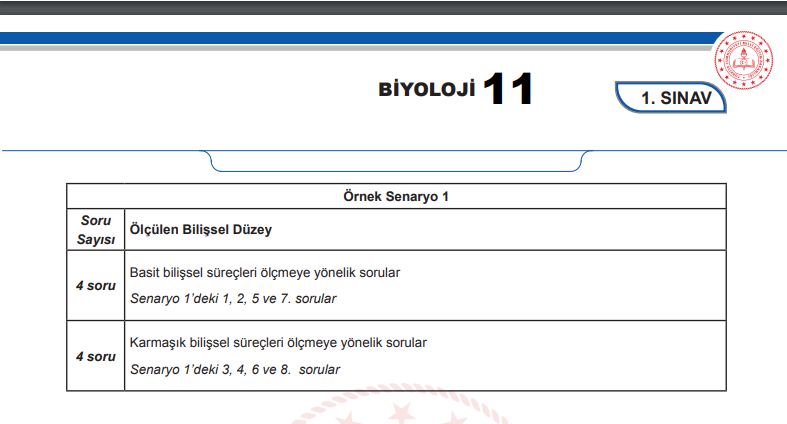 BİYOLOJİ 11
1. SINAV
Örnek Senaryo 1
Soru
Sayısı
Ölçülen Bilişsel Düzey
4 soru
Basit bilişsel süreçleri ölçmeye yönelik sorular
Senaryo 1’deki 1, 2, 5 ve 7. sorular
4 soru
Karmaşık bilişsel süreçleri ölçmeye yönelik sorular
Senaryo 1’deki 3, 4, 6 ve 8. sorular